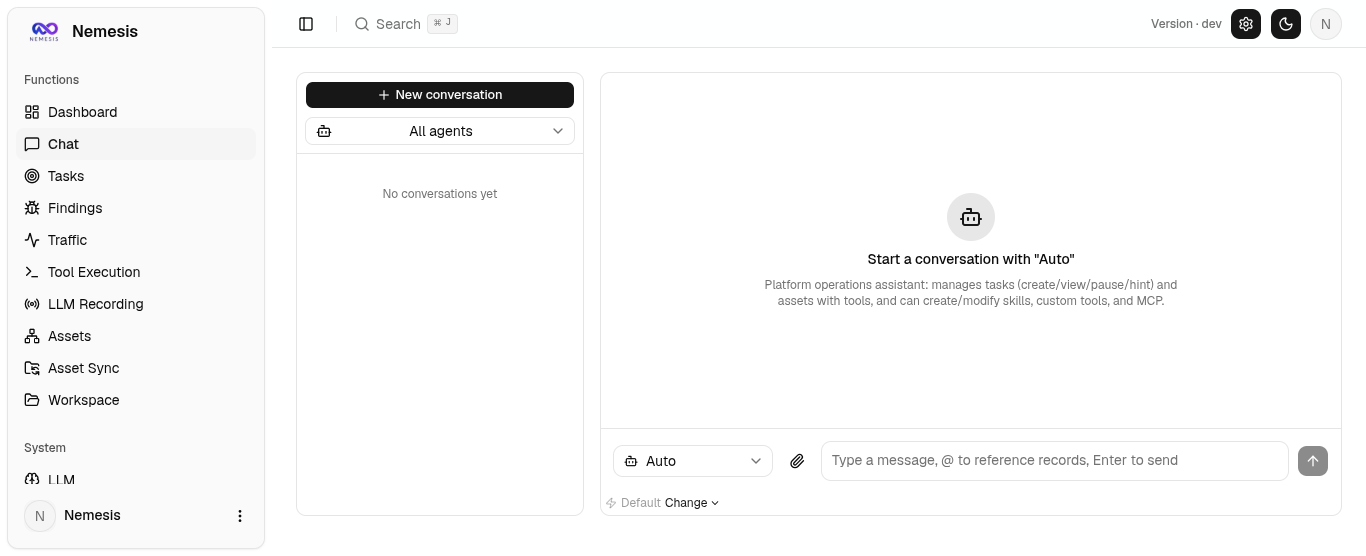 NEMESIS
Nemesis
Functions
Dashboard
Chat
Tasks
Findings
Traffic
Tool Execution
LLM Recording
Assets
Asset Sync
Workspace
System
LLM
N
Nemesis
Search
⌘ J
Version · dev
N
New conversation
All agents
No conversations yet
Start a conversation with "Auto"
Platform operations assistant: manages tasks (create/view/pause/hint) and
assets with tools, and can create/modify skills, custom tools, and MCP.
Auto
Type a message, @ to reference records, Enter to send
Default Change